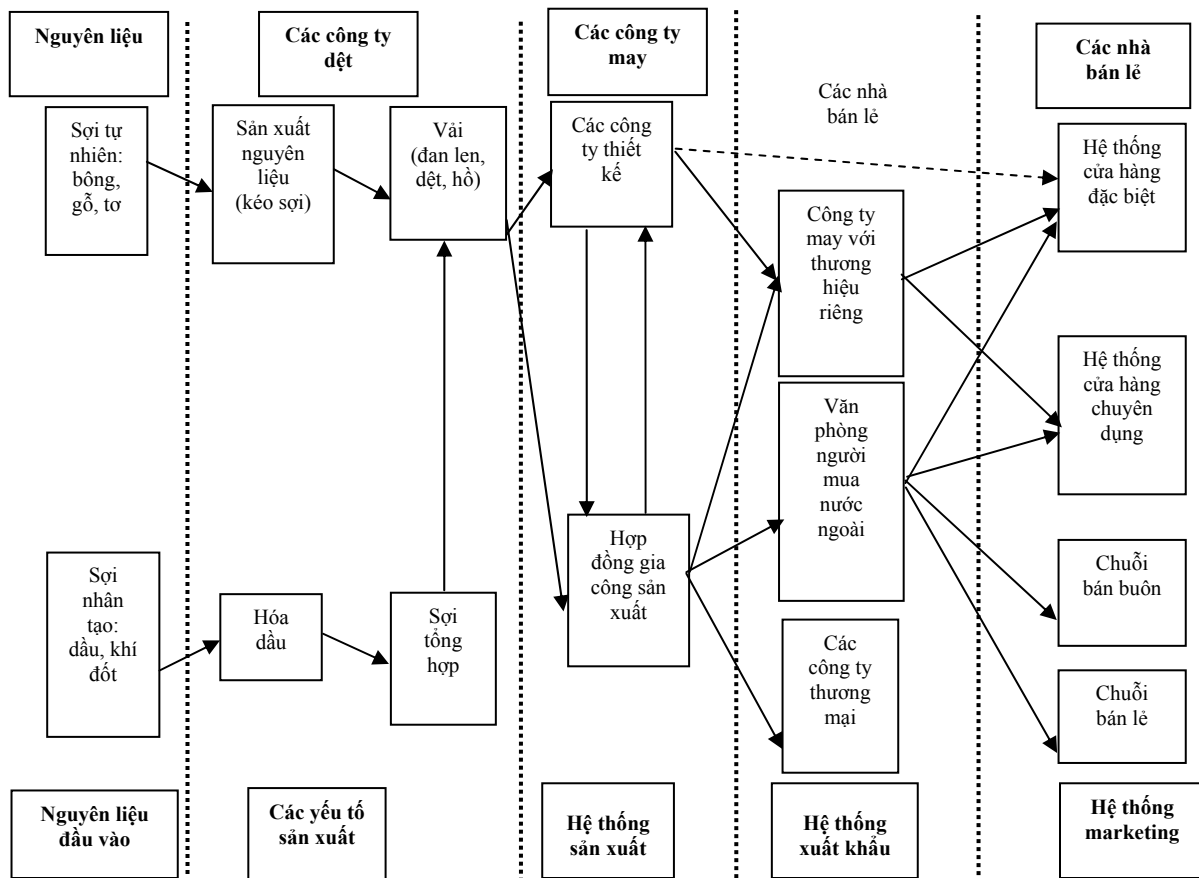 Nguyên liệu
Các công ty
dệt
Các công ty
may
Các nhà
bán lẻ
Các nhà
bán lẻ
Sợi tự
nhiên:
bông,
gỗ, tơ
Sản xuất
nguyên
liệu
(kéo sợi)
Vải
(đan len,
dệt, hồ)
Các công
ty thiết
kế
Công ty
may với
thương
hiệu
riêng
Hệ thống
cửa hàng
đặc biệt
Văn
phòng
người
mua
nước
ngoài
Hệ thống
cửa hàng
chuyên
dụng
Sợi
nhân
tạo:
dầu, khí
đốt
Hóa
dầu
Sợi
tổng
hợp
Hợp
đồng gia
công sản
xuất
Các
công ty
thương
mại
Chuỗi
bán buôn
Chuỗi
bán lẻ
Nguyên liệu
đầu vào
Các yếu tố
sản xuất
Hệ thống
sản xuất
Hệ thống
xuất khẩu
Hệ thống
marketing